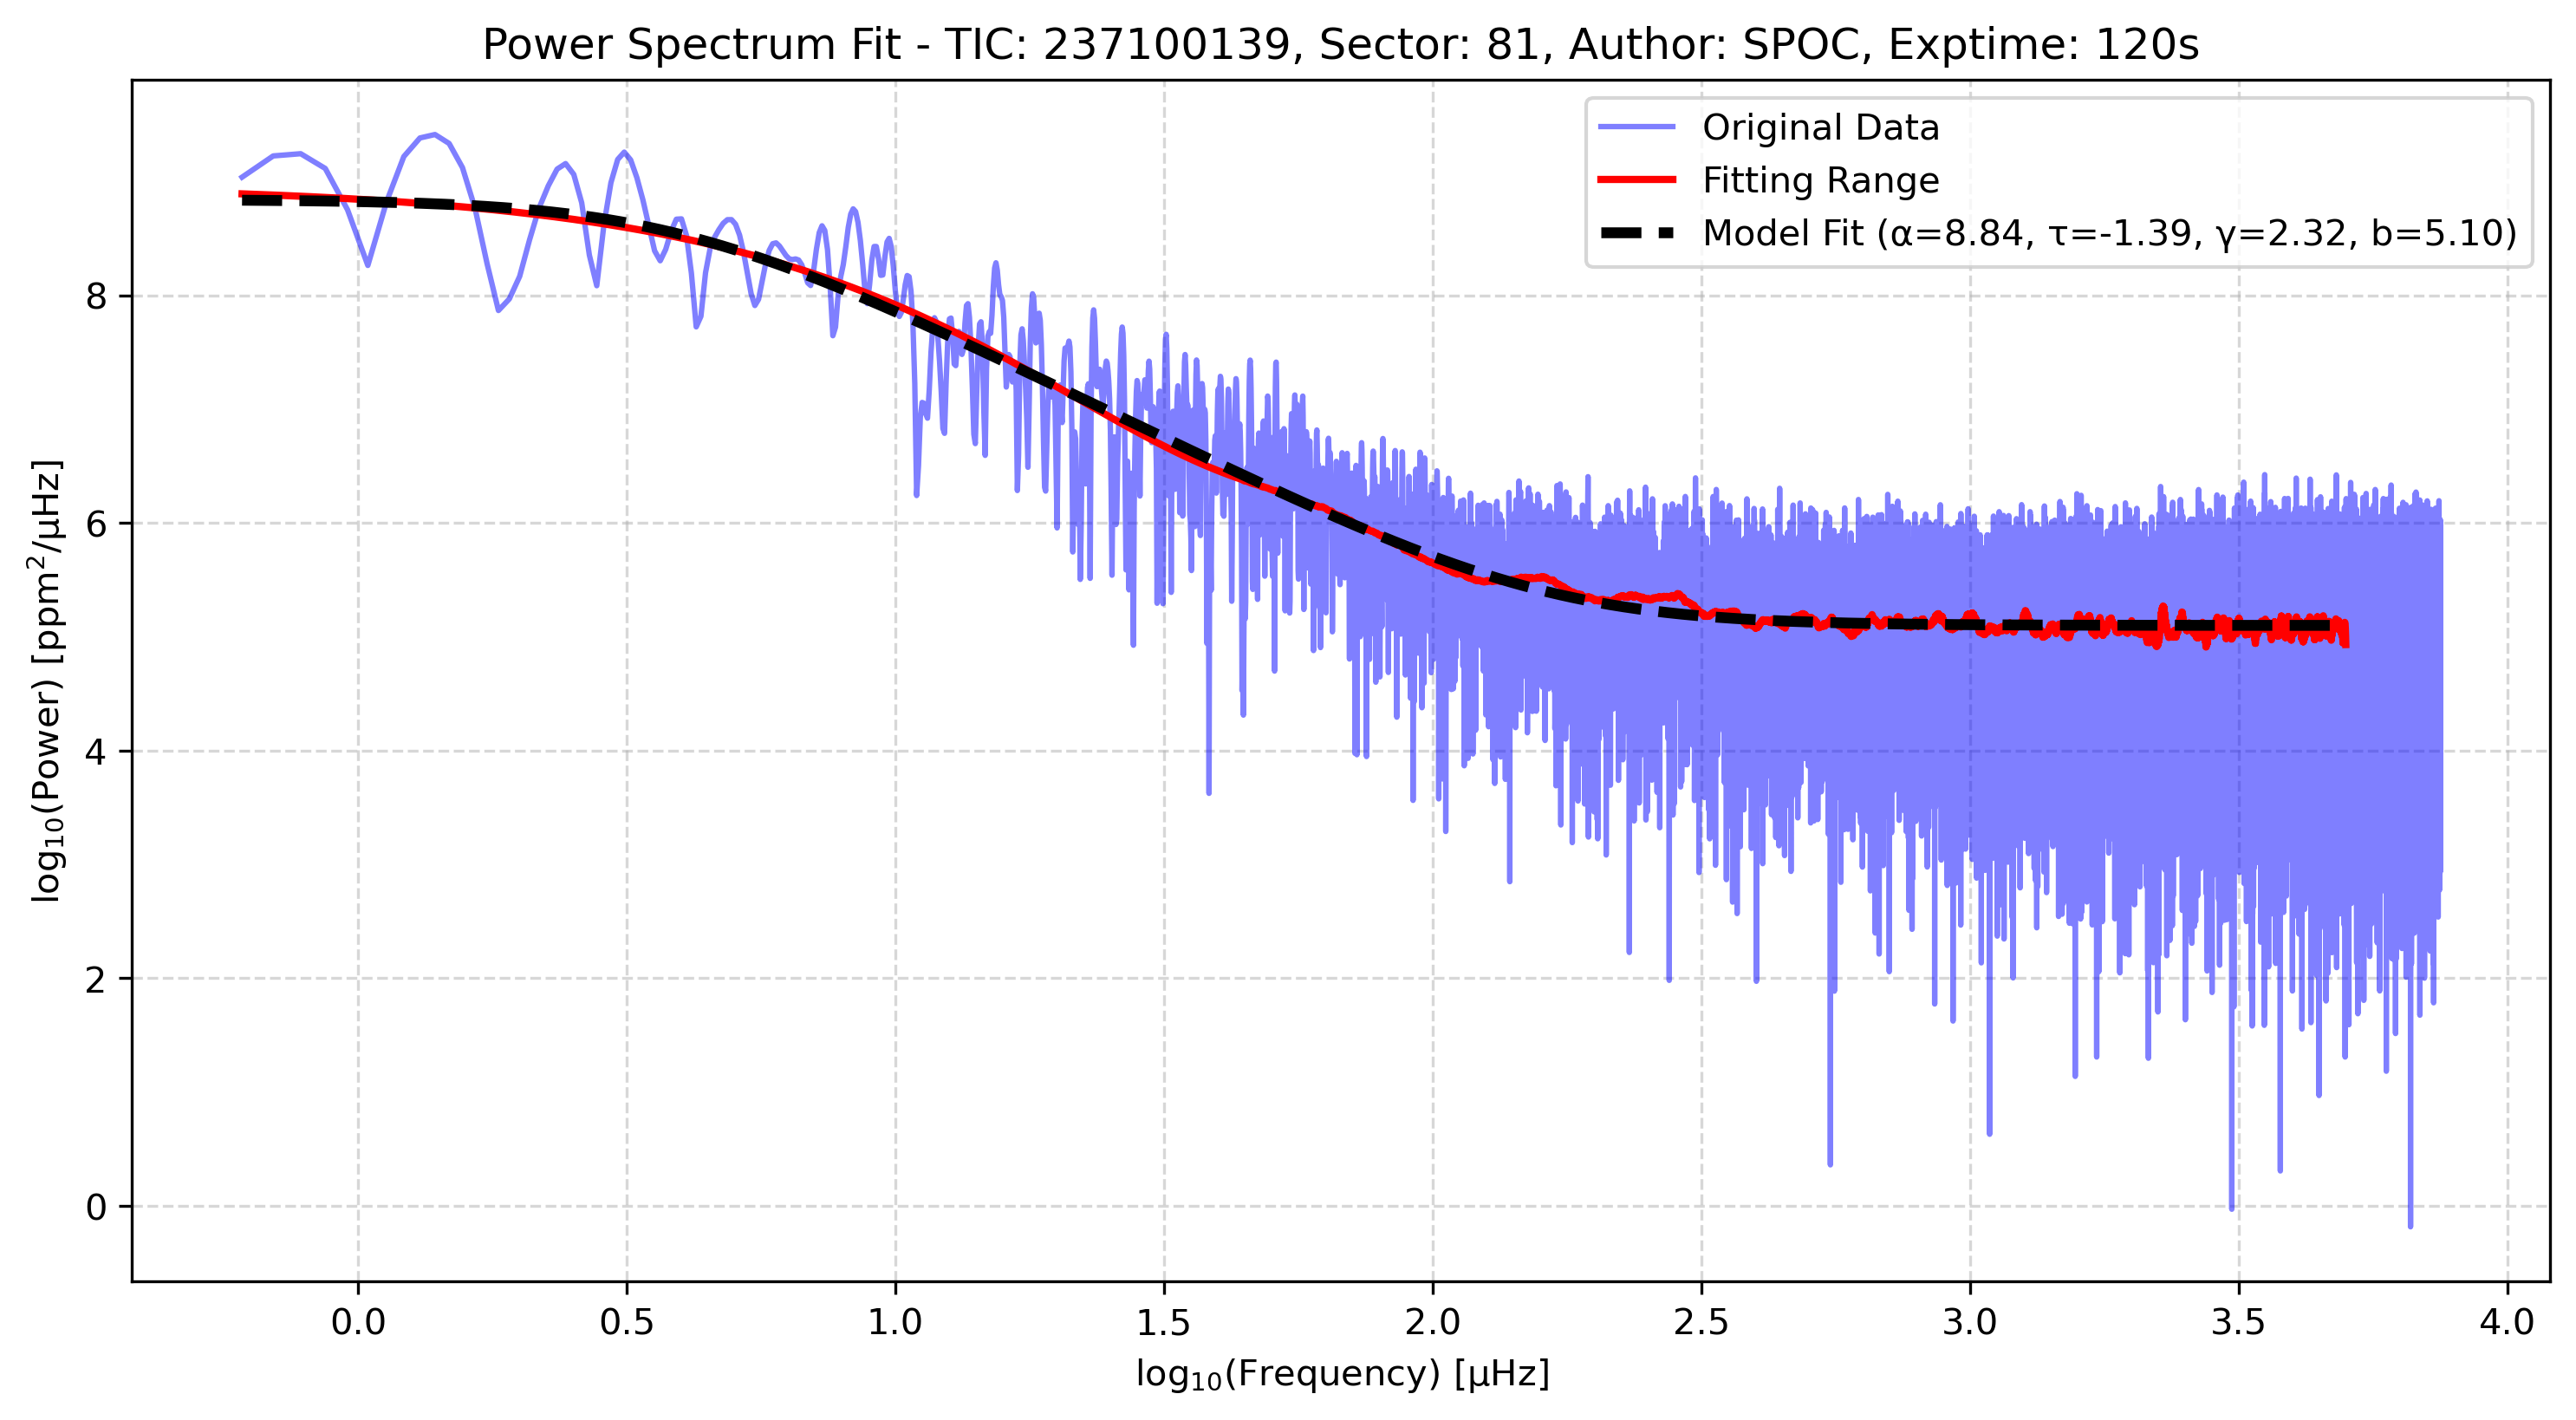 Power Spectrum Fit - TIC: 237100139, Sector: 81, Author: SPOC, Exptime: 120s
Original Data
Fitting Range
Model Fit (α=8.84, τ=-1.39, γ=2.32, b=5.10)
log₁₀(Power) [ppm²/μHz]
8
6
4
2
0
0.0 0.5 1.0 1.5 2.0 2.5 3.0 3.5 4.0
log₁₀(Frequency) [μHz]